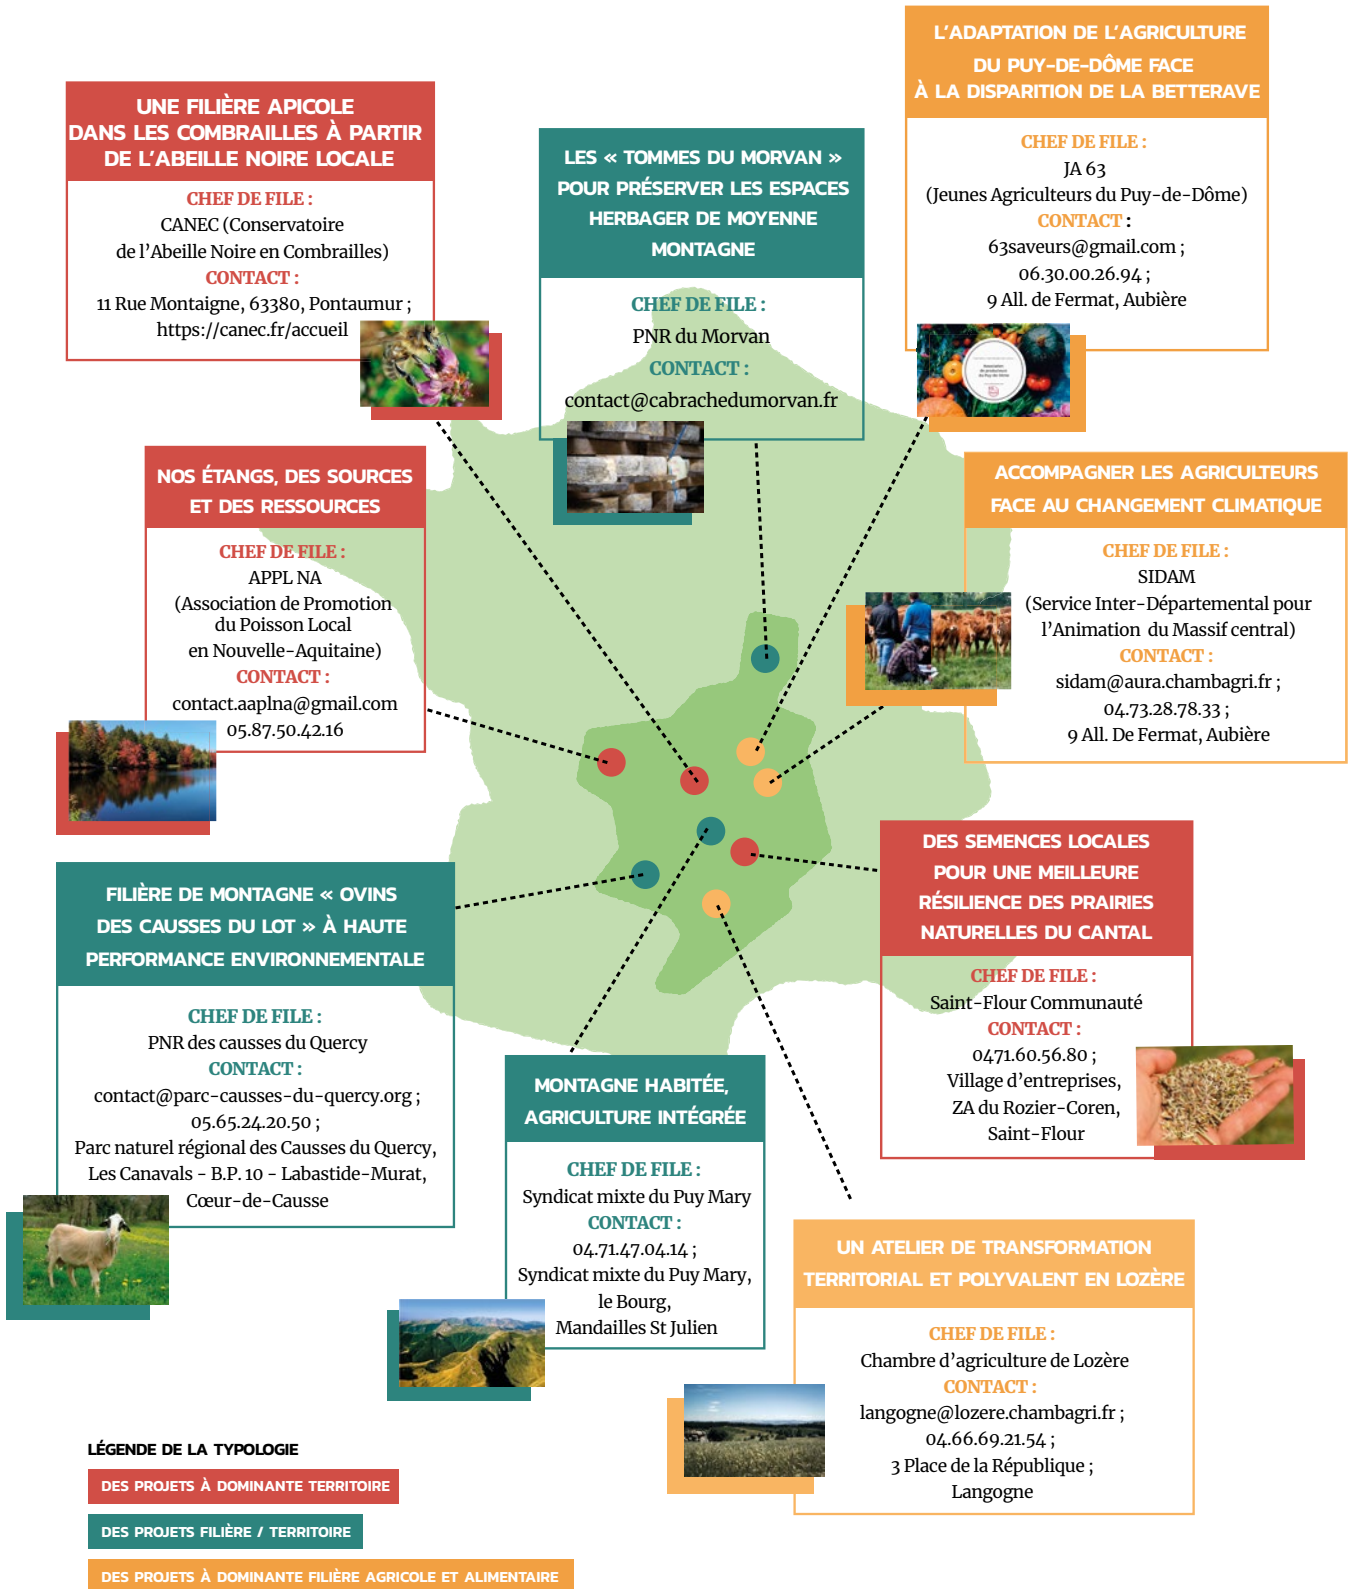 L'ADAPTATION DE L'AGRICULTURE
DU PUY-DE-DÔME FACE
À LA DISPARITION DE LA BETTERAVE
CHEF DE FILE :
JA 63
(Jeunes Agriculteurs du Puy-de-Dôme)
CONTACT :
63saveurs@gmail.com ;
06.30.00.26.94 ;
9 All. de Fermat, Aubière
UNE FILIÈRE APICOLE
DANS LES COMBRAILLES À PARTIR
DE L'ABEILLE NOIRE LOCALE
CHEF DE FILE :
CANEC (Conservatoire
de l'Abeille Noire en Combrailles)
CONTACT :
11 Rue Montaigne, 63380, Pontaumur ;
https://canec.fr/accueil
LES « TOMMES DU MORVAN »
POUR PRÉSERVER LES ESPACES
HERBAGER DE MOYENNE
MONTAGNE
CHEF DE FILE :
PNR du Morvan
CONTACT :
contact@cabrachedumorvan.fr
NOS ÉTANGS, DES SOURCES
ET DES RESSOURCES
CHEF DE FILE :
APPL NA
(Association de Promotion
du Poisson Local
en Nouvelle-Aquitaine)
CONTACT :
contact.aaplna@gmail.com
05.87.50.42.16
ACCOMPAGNER LES AGRICULTEURS
FACE AU CHANGEMENT CLIMATIQUE
CHEF DE FILE :
SIDAM
(Service Inter-Départemental pour
l'Animation du Massif central)
CONTACT :
sidam@aura.chambagri.fr ;
04.73.28.78.33 ;
9 All. De Fermat, Aubière
DES SEMENCES LOCALES
POUR UNE MEILLEURE
RÉSILIENCE DES PRAIRIES
NATURELLES DU CANTAL
CHEF DE FILE :
Saint-Flour Communauté
CONTACT :
0471.60.56.80 ;
Village d'entreprises,
ZA du Rozier-Coren,
Saint-Flour
FILIÈRE DE MONTAGNE « OVINS
DES CAUSSES DU LOT » À HAUTE
PERFORMANCE ENVIRONNEMENTALE
CHEF DE FILE :
PNR des causses du Quercy
CONTACT :
contact@parc-causses-du-quercy.org ;
05.65.24.20.50 ;
Parc naturel régional des Causses du Quercy,
Les Canavals - B.P. 10 - Labastide-Murat,
Cœur-de-Causse
MONTAGNE HABITÉE,
AGRICULTURE INTÉGRÉE
CHEF DE FILE :
Syndicat mixte du Puy Mary
CONTACT :
04.71.47.04.14 ;
Syndicat mixte du Puy Mary,
le Bourg,
Mandailles St Julien
UN ATELIER DE TRANSFORMATION
TERRITORIAL ET POLYVALENT EN LOZÈRE
CHEF DE FILE :
Chambre d'agriculture de Lozère
CONTACT :
langogne@lozere.chambagri.fr ;
04.66.69.21.54 ;
3 Place de la République ;
Langogne
LÉGENDE DE LA TYPOLOGIE
DES PROJETS À DOMINANTE TERRITOIRE
DES PROJETS FILIÈRE / TERRITOIRE
DES PROJETS À DOMINANTE FILIÈRE AGRICOLE ET ALIMENTAIRE